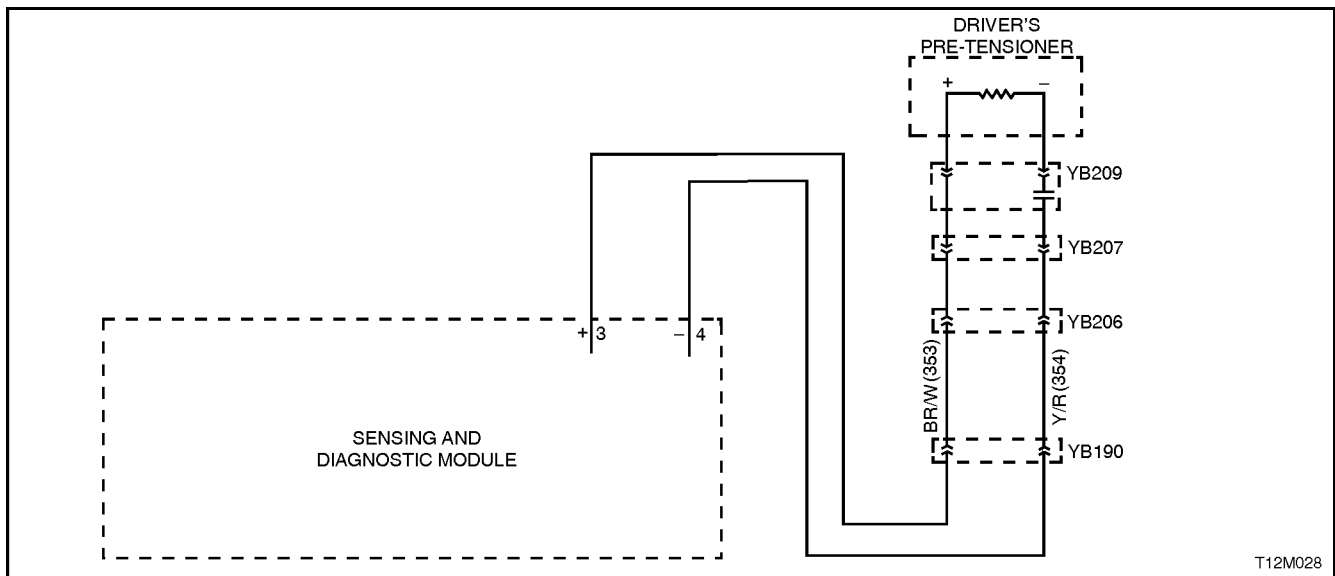 DRIVER'S
PRE-TENSIONER
+ −
YB209
YB207
+ 3 − 4
YB206
BR/W (353)
Y/R (354)
SENSING AND
DIAGNOSTIC MODULE
YB190
T12M028